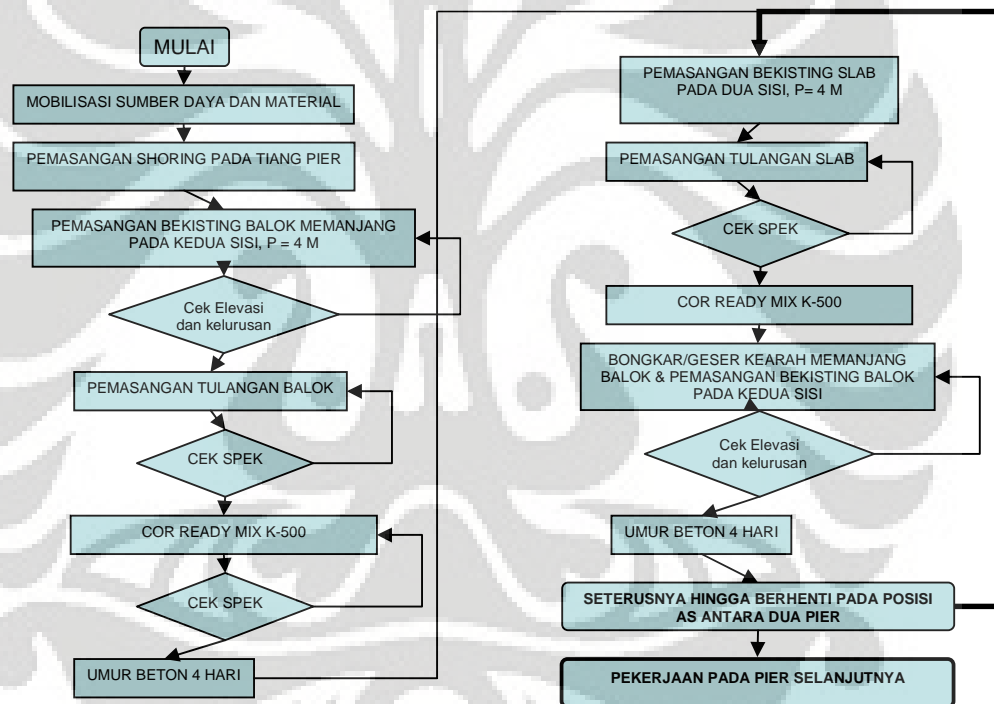 MULAI
MOBILISASI SUMBER DAYA DAN MATERIAL
PEMASANGAN SHORING PADA TIANG PIER
PEMASANGAN BEKISTING BALOK MEMANJANG
PADA KEDUA SISI, P = 4 M
Cek Elevasi
dan kelurusan
PEMASANGAN TULANGAN BALOK
CEK SPEK
COR READY MIX K-500
CEK SPEK
UMUR BETON 4 HARI
PEMASANGAN BEKISTING SLAB
PADA DUA SISI, P= 4 M
PEMASANGAN TULANGAN SLAB
CEK SPEK
COR READY MIX K-500
BONGKAR/GESER KEARAH MEMANJANG
BALOK & PEMASANGAN BEKISTING BALOK
PADA KEDUA SISI
Cek Elevasi
dan kelurusan
UMUR BETON 4 HARI
SETERUSNYA HINGGA BERHENTI PADA POSISI
AS ANTARA DUA PIER
PEKERJAAN PADA PIER SELANJUTNYA